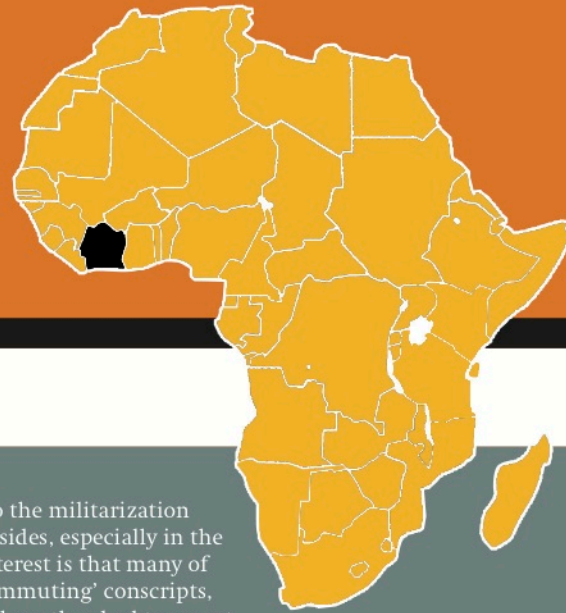 o the militarization
sides, especially in the
terest is that many of
mmuting’ conscripts,